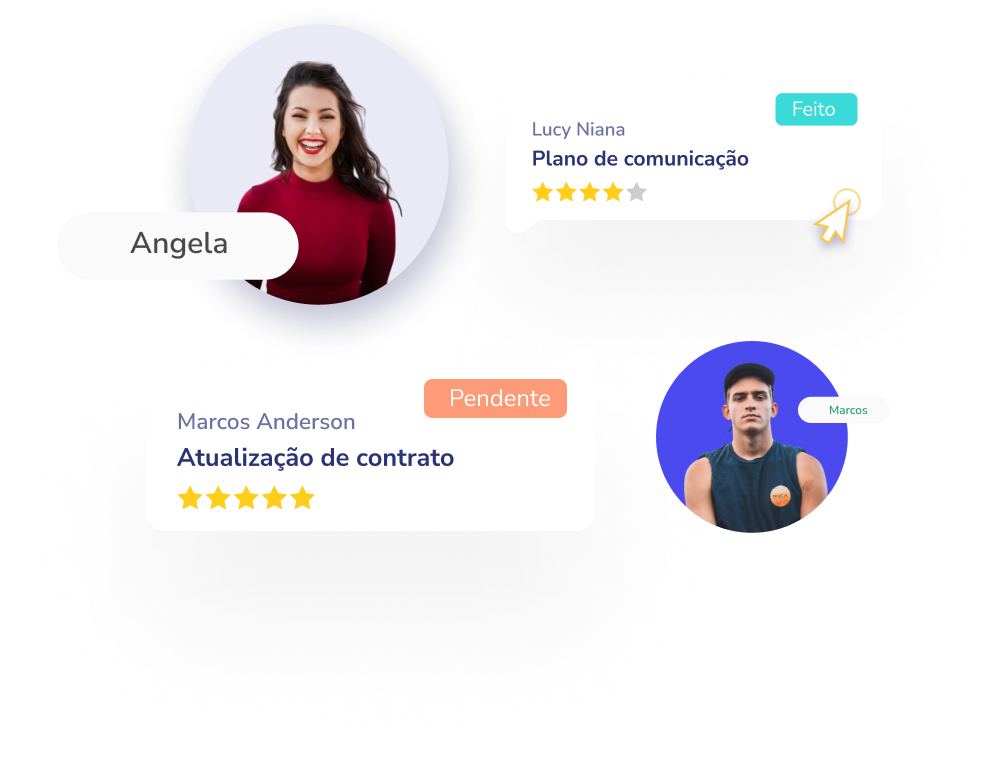 Feito
Lucy Niana
Plano de comunicação
Angela
Pendente
Marcos Anderson
Atualização de contrato
Marcos